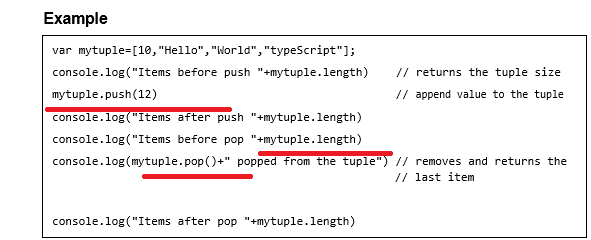 Example
var mytuple=[10,"Hello","World","typeScript"];
console.log("Items before push "+mytuple.length)    // returns the tuple size
mytuple.push(12)                                    // append value to the tuple
console.log("Items after push "+mytuple.length)
console.log("Items before pop "+mytuple.length)
console.log(mytuple.pop()+" popped from the tuple") // removes and returns the
                                                    // last item
console.log("Items after pop "+mytuple.length)